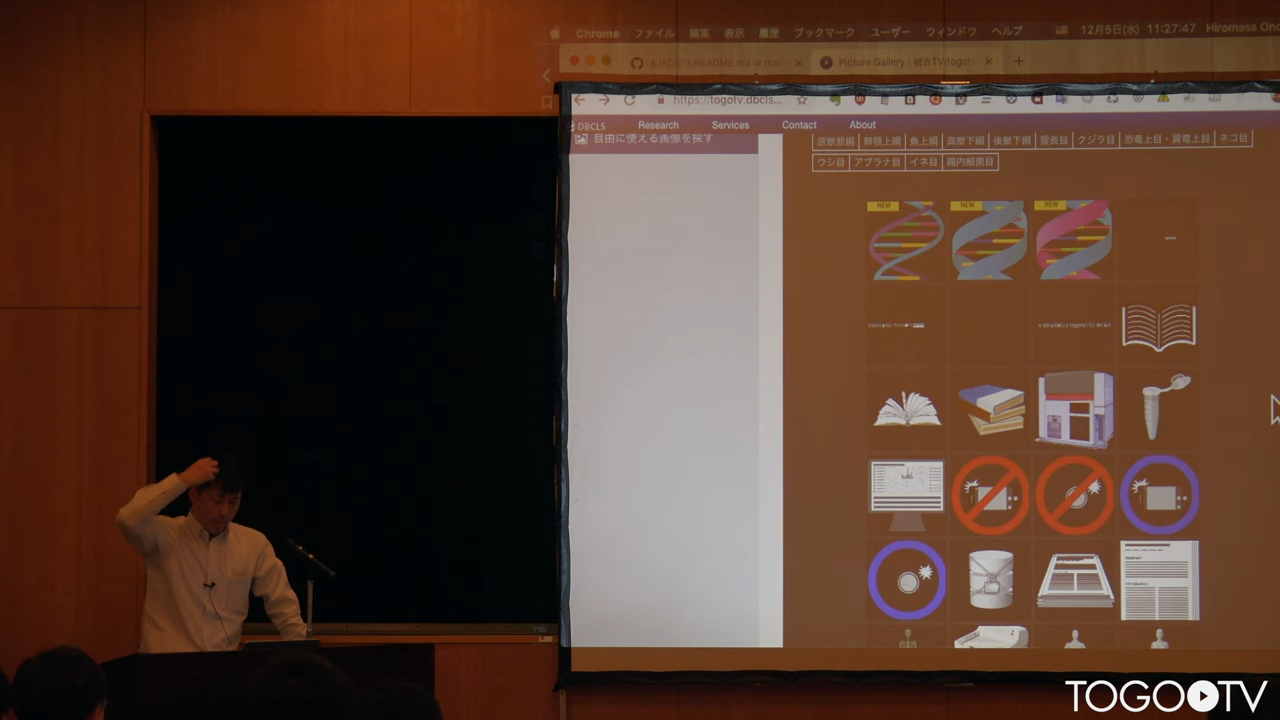 Chrome ファイル 編集 表示 履歴 ブックマーク ユーザー ウィンドウ ヘルプ 12月5日(水) 11:27:47 Hiromasa Ono
Picture Gallery | 統合TV(togot
https://togotv.dbcls...
DBCLS Research Services Contact About
自由に使える画像を探す
原獣亜綱 無顎上綱 魚上綱 真獣下綱 後獣下綱 霊長目 クジラ目 恐竜上目・翼竜上目 ネコ目
ウシ目 アブラナ目 イネ目 腸内細菌目
NEW NEW NEW
Abstract
Introduction
TOGOTV